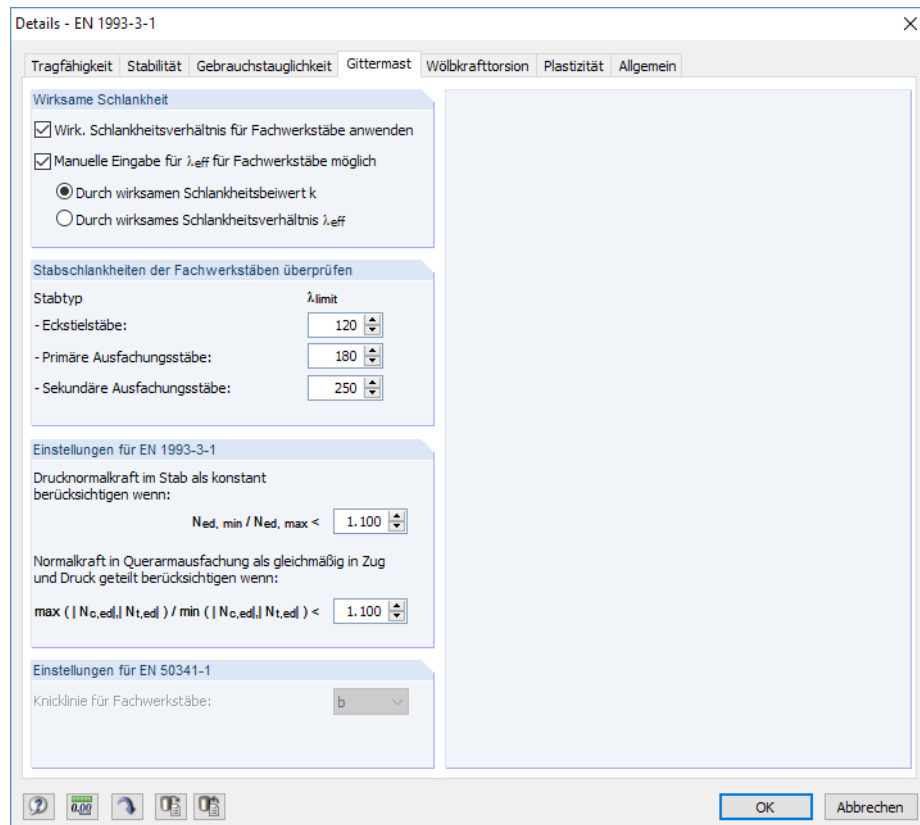 Details - EN 1993-3-1
Tragfähigkeit Stabilität Gebrauchstauglichkeit Gittermast Wölbkrafttorsion Plastizität Allgemein
Wirksame Schlankheit
Wirk. Schlankheitsverhältnis für Fachwerkstäbe anwenden
Manuelle Eingabe für λeff für Fachwerkstäbe möglich
Durch wirksamen Schlankheitsbeiwert k
Durch wirksames Schlankheitsverhältnis λeff
Stabschlankheiten der Fachwerkstäben überprüfen
Stabtyp λlimit
- Eckstielstäbe: 120
- Primäre Ausfachungsstäbe: 180
- Sekundäre Ausfachungsstäbe: 250
Einstellungen für EN 1993-3-1
Drucknormalkraft im Stab als konstant
berücksichtigen wenn:
Ned, min / Ned, max < 1.100
Normalkraft in Querarmausfachung als gleichmäßig in Zug
und Druck geteilt berücksichtigen wenn:
max ( | Nc,ed|,| Nt,ed| ) / min ( | Nc,ed|,| Nt,ed| ) < 1.100
Einstellungen für EN 50341-1
Knicklinie für Fachwerkstäbe: b
0.00 OK Abbrechen